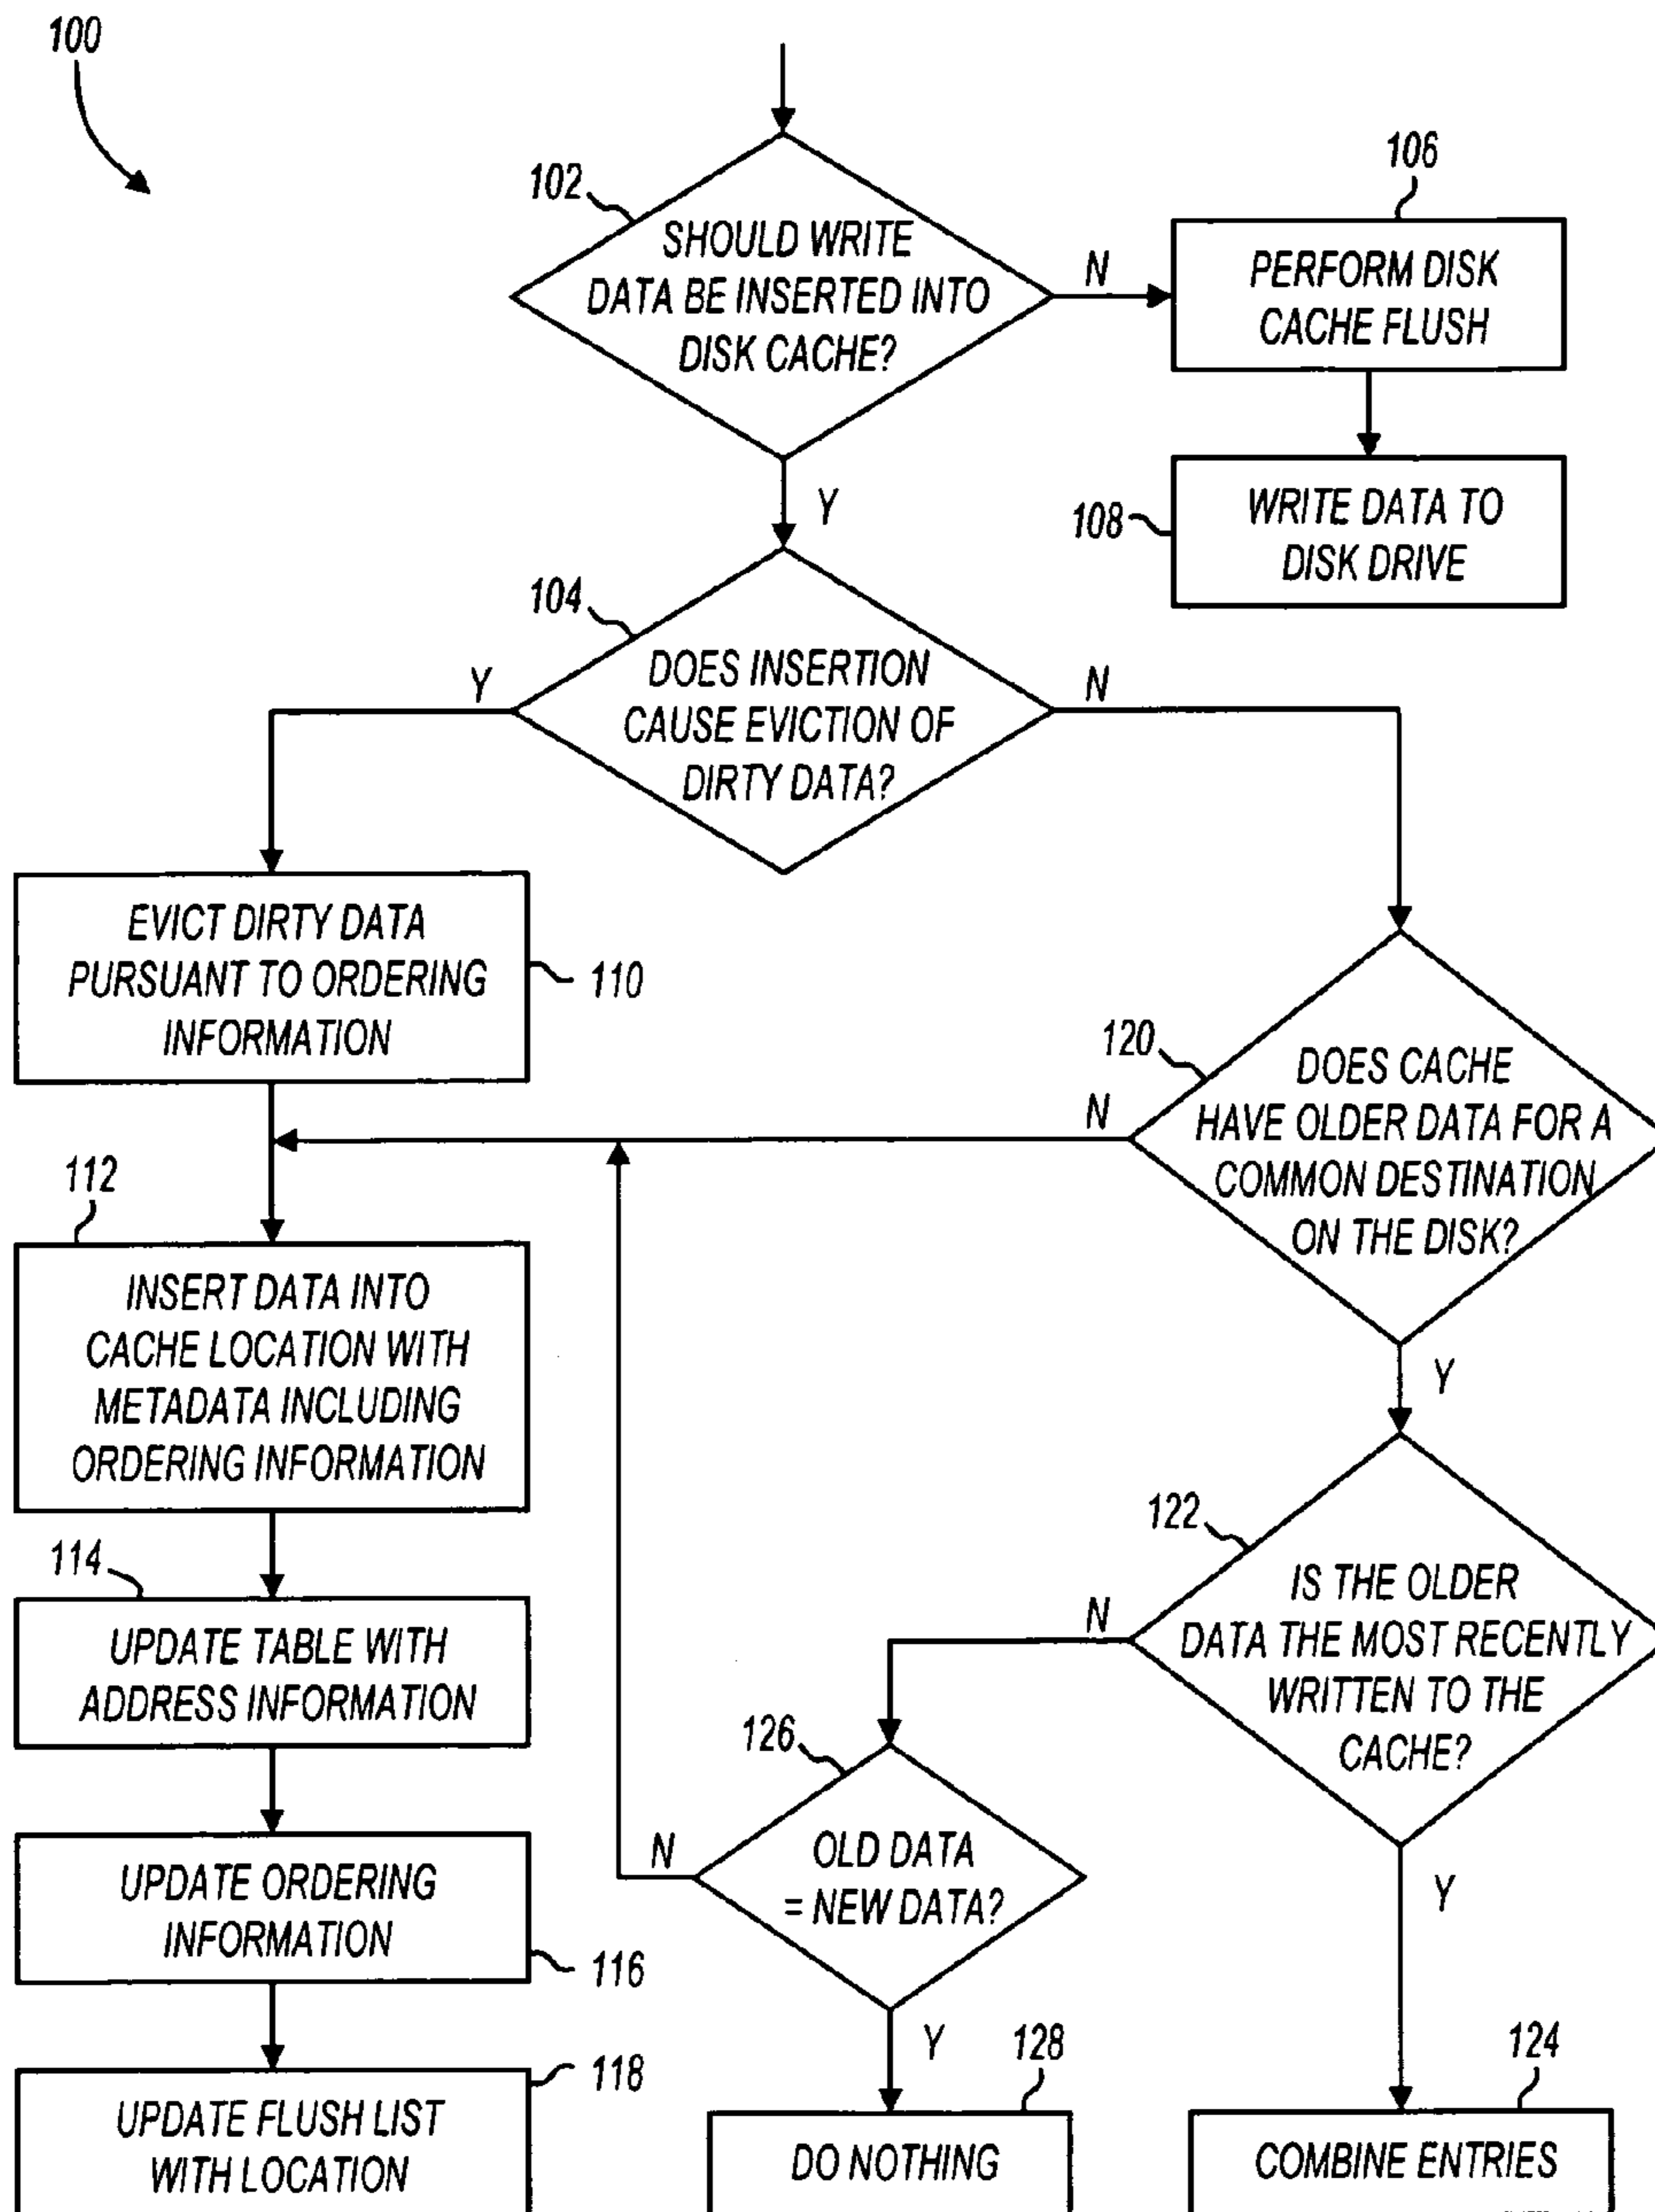 100
102
SHOULD WRITE
DATA BE INSERTED INTO
DISK CACHE?
N
Y
106
PERFORM DISK
CACHE FLUSH
108
WRITE DATA TO
DISK DRIVE
104
DOES INSERTION
CAUSE EVICTION OF
DIRTY DATA?
Y
N
EVICT DIRTY DATA
PURSUANT TO ORDERING
INFORMATION
110
120
DOES CACHE
HAVE OLDER DATA FOR A
COMMON DESTINATION
ON THE DISK?
N
Y
112
INSERT DATA INTO
CACHE LOCATION WITH
METADATA INCLUDING
ORDERING INFORMATION
114
UPDATE TABLE WITH
ADDRESS INFORMATION
122
IS THE OLDER
DATA THE MOST RECENTLY
WRITTEN TO THE
CACHE?
N
Y
126
OLD DATA
= NEW DATA?
N
Y
UPDATE ORDERING
INFORMATION
116
118
UPDATE FLUSH LIST
WITH LOCATION
128
DO NOTHING
124
COMBINE ENTRIES